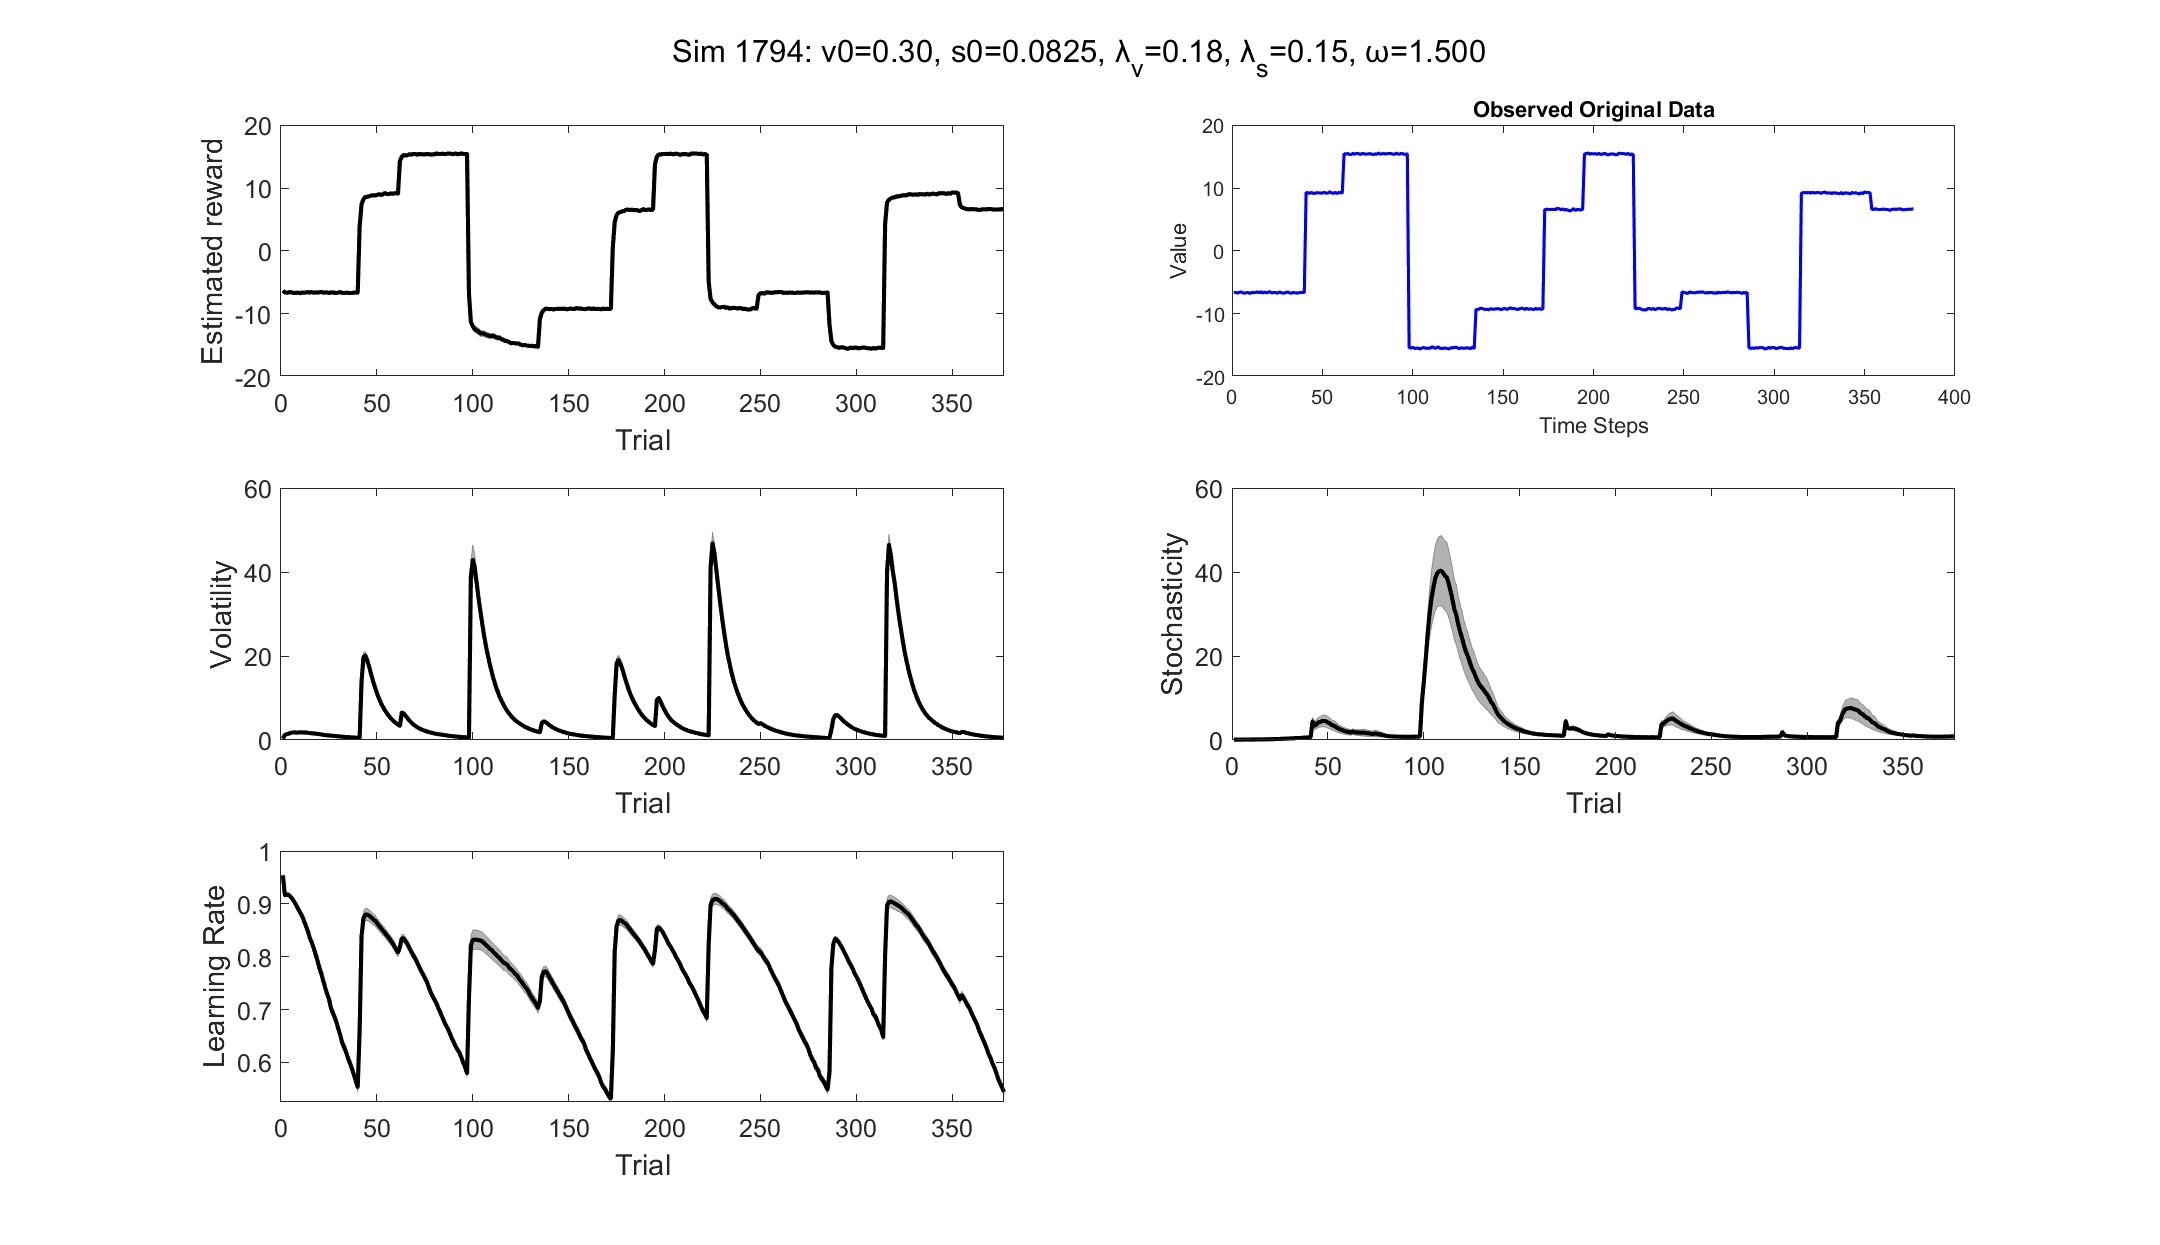 Sim 1794: v0=0.30, s0=0.0825, λ_v=0.18, λ_s=0.15, ω=1.500
Estimated reward
20
10
0
-10
-20
0 50 100 150 200 250 300 350
Trial
Observed Original Data
Value
20
10
0
-10
-20
0 50 100 150 200 250 300 350 400
Time Steps
Volatility
60
40
20
0
0 50 100 150 200 250 300 350
Trial
Stochasticity
60
40
20
0
0 50 100 150 200 250 300 350
Trial
Learning Rate
1
0.9
0.8
0.7
0.6
0 50 100 150 200 250 300 350
Trial